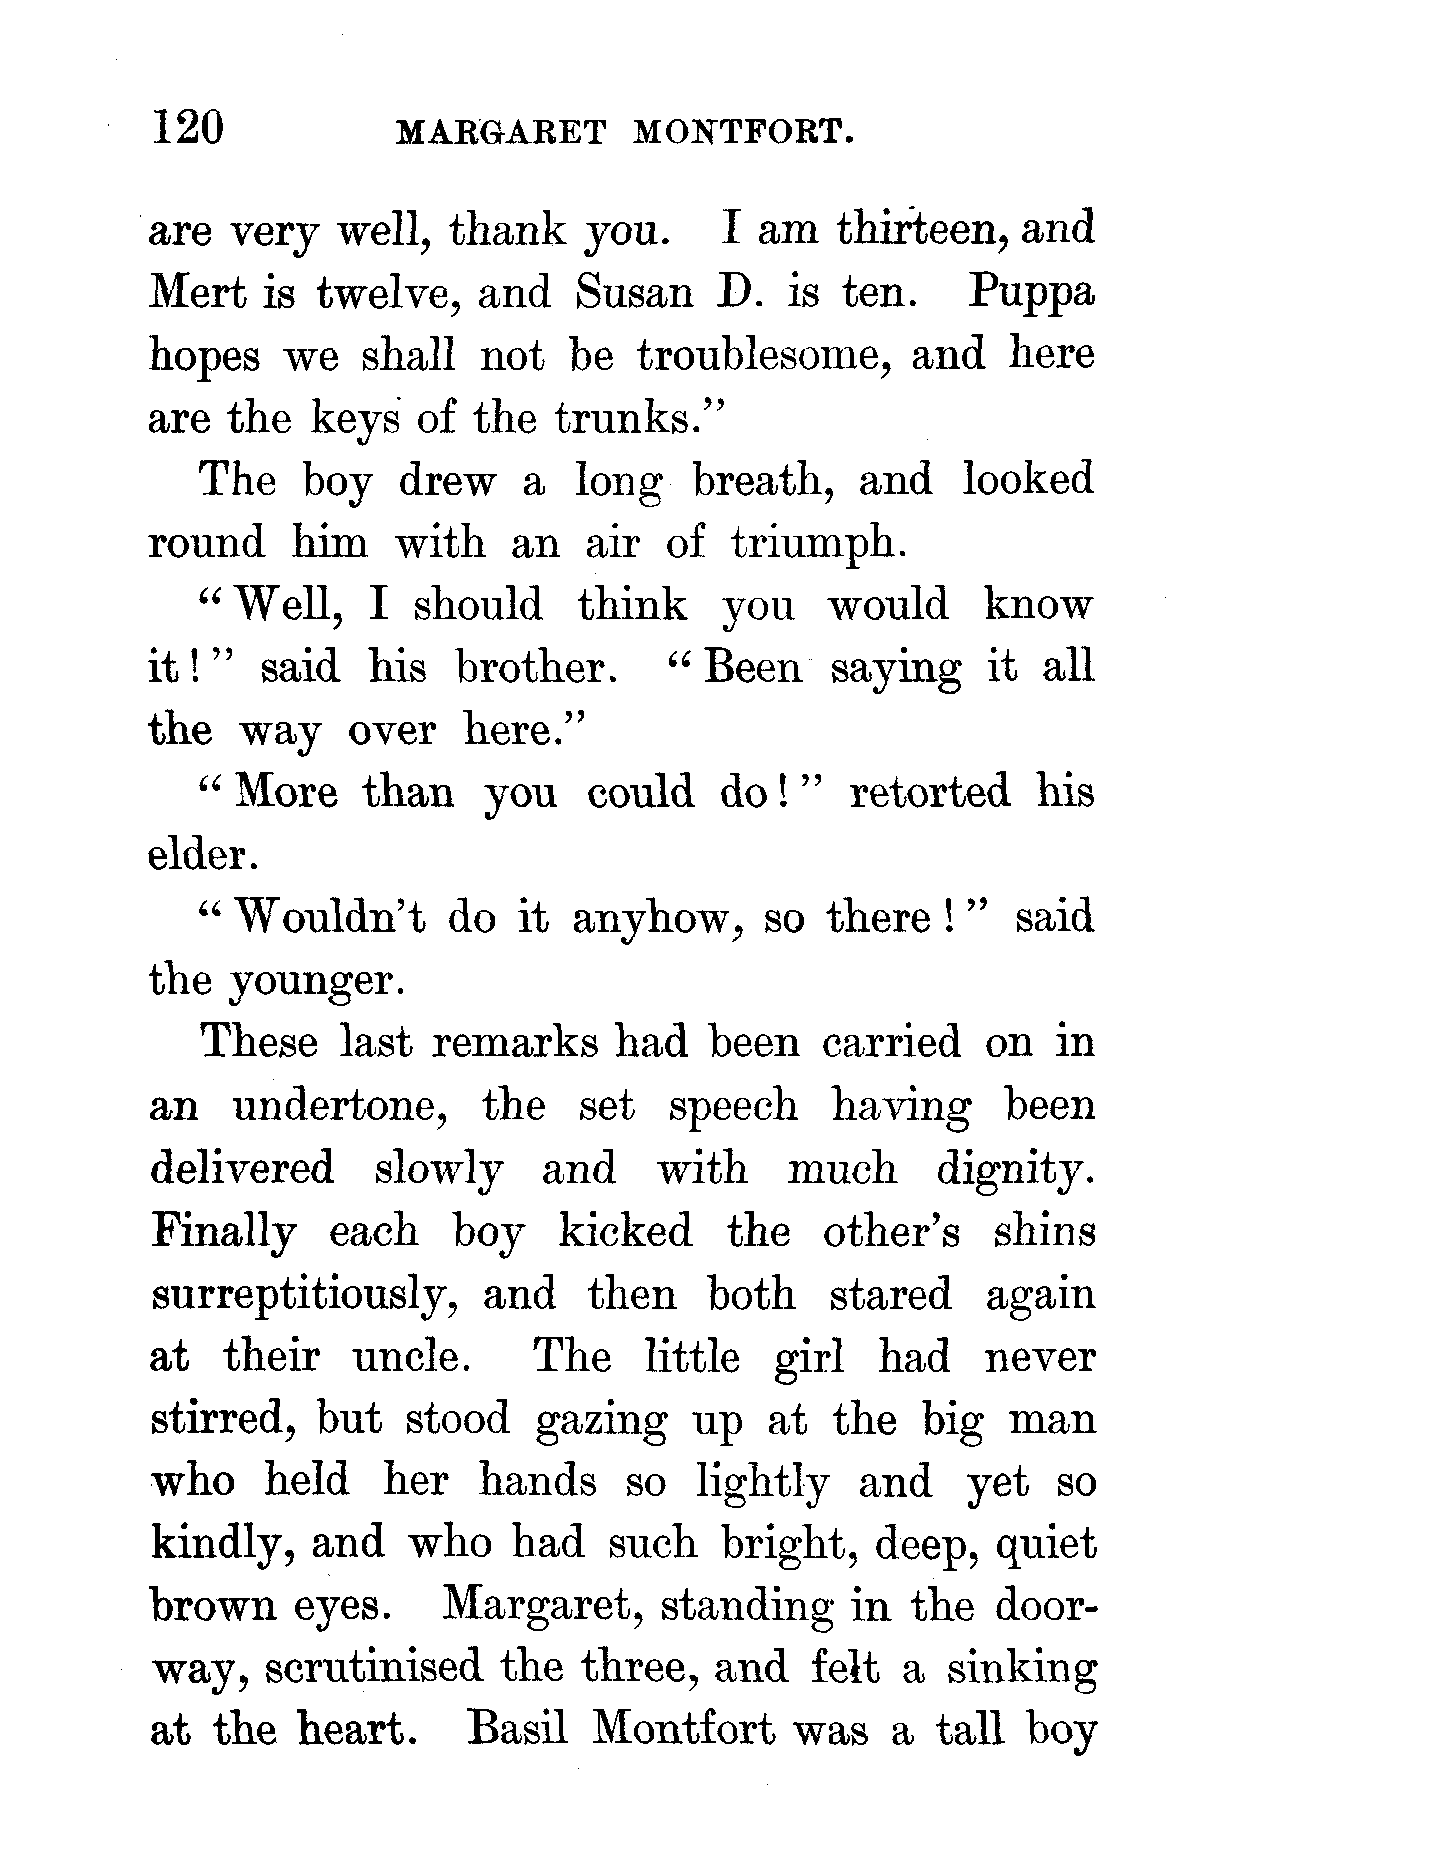 120 MARGARET MONTFORT.
are very well, thank you. I am thirteen, and
Mert is twelve, and Susan D. is ten. Puppa
hopes we shall not be troublesome, and here
are the keys of the trunks.”
The boy drew a long breath, and looked
round him with an air of triumph.
“ Well, I should think you would know
it ! ” said his brother. “ Been saying it all
the way over here.”
“ More than you could do ! ” retorted his
elder.
“ Wouldn’t do it anyhow, so there ! ” said
the younger.
These last remarks had been carried on in
an undertone, the set speech having been
delivered slowly and with much dignity.
Finally each boy kicked the other’s shins
surreptitiously, and then both stared again
at their uncle. The little girl had never
stirred, but stood gazing up at the big man
who held her hands so lightly and yet so
kindly, and who had such bright, deep, quiet
brown eyes. Margaret, standing in the door-
way, scrutinised the three, and felt a sinking
at the heart. Basil Montfort was a tall boy